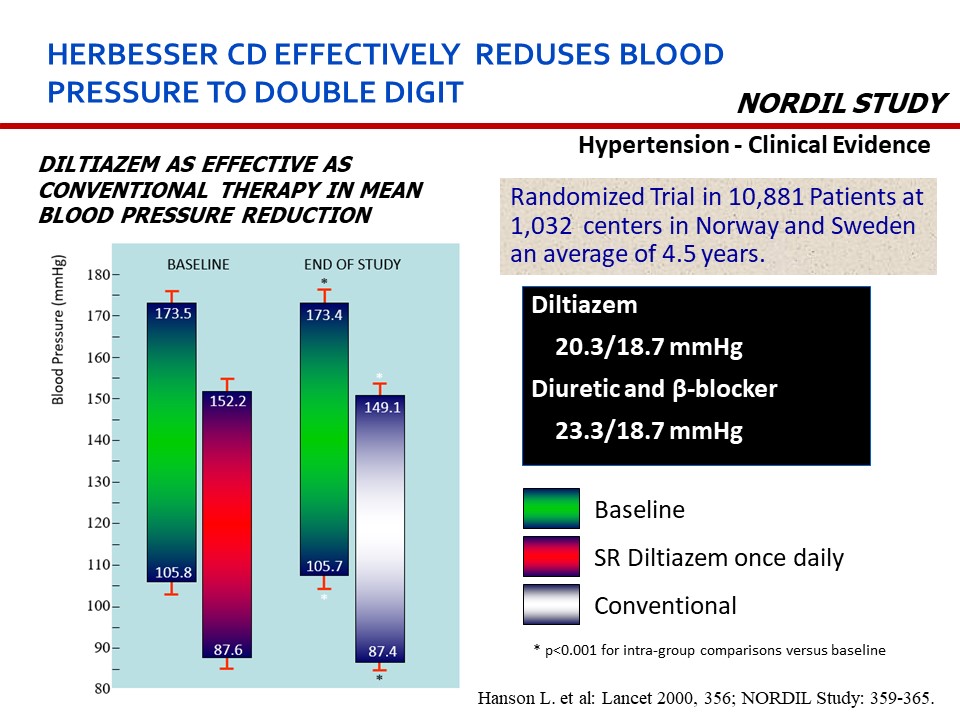 HERBESSER CD EFFECTIVELY REDUSES BLOOD
PRESSURE TO DOUBLE DIGIT
NORDIL STUDY
Hypertension - Clinical Evidence
DILTIAZEM AS EFFECTIVE AS
CONVENTIONAL THERAPY IN MEAN
BLOOD PRESSURE REDUCTION
Randomized Trial in 10,881 Patients at
1,032 centers in Norway and Sweden
an average of 4.5 years.
Blood Pressure (mmHg)
180
170
160
150
140
130
120
110
100
90
80
BASELINE
END OF STUDY
*
173.5
173.4
*
152.2
149.1
105.8
105.7
*
87.6
87.4
*
Diltiazem
20.3/18.7 mmHg
Diuretic and β-blocker
23.3/18.7 mmHg
Baseline
SR Diltiazem once daily
Conventional
* p<0.001 for intra-group comparisons versus baseline
Hanson L. et al: Lancet 2000, 356; NORDIL Study: 359-365.